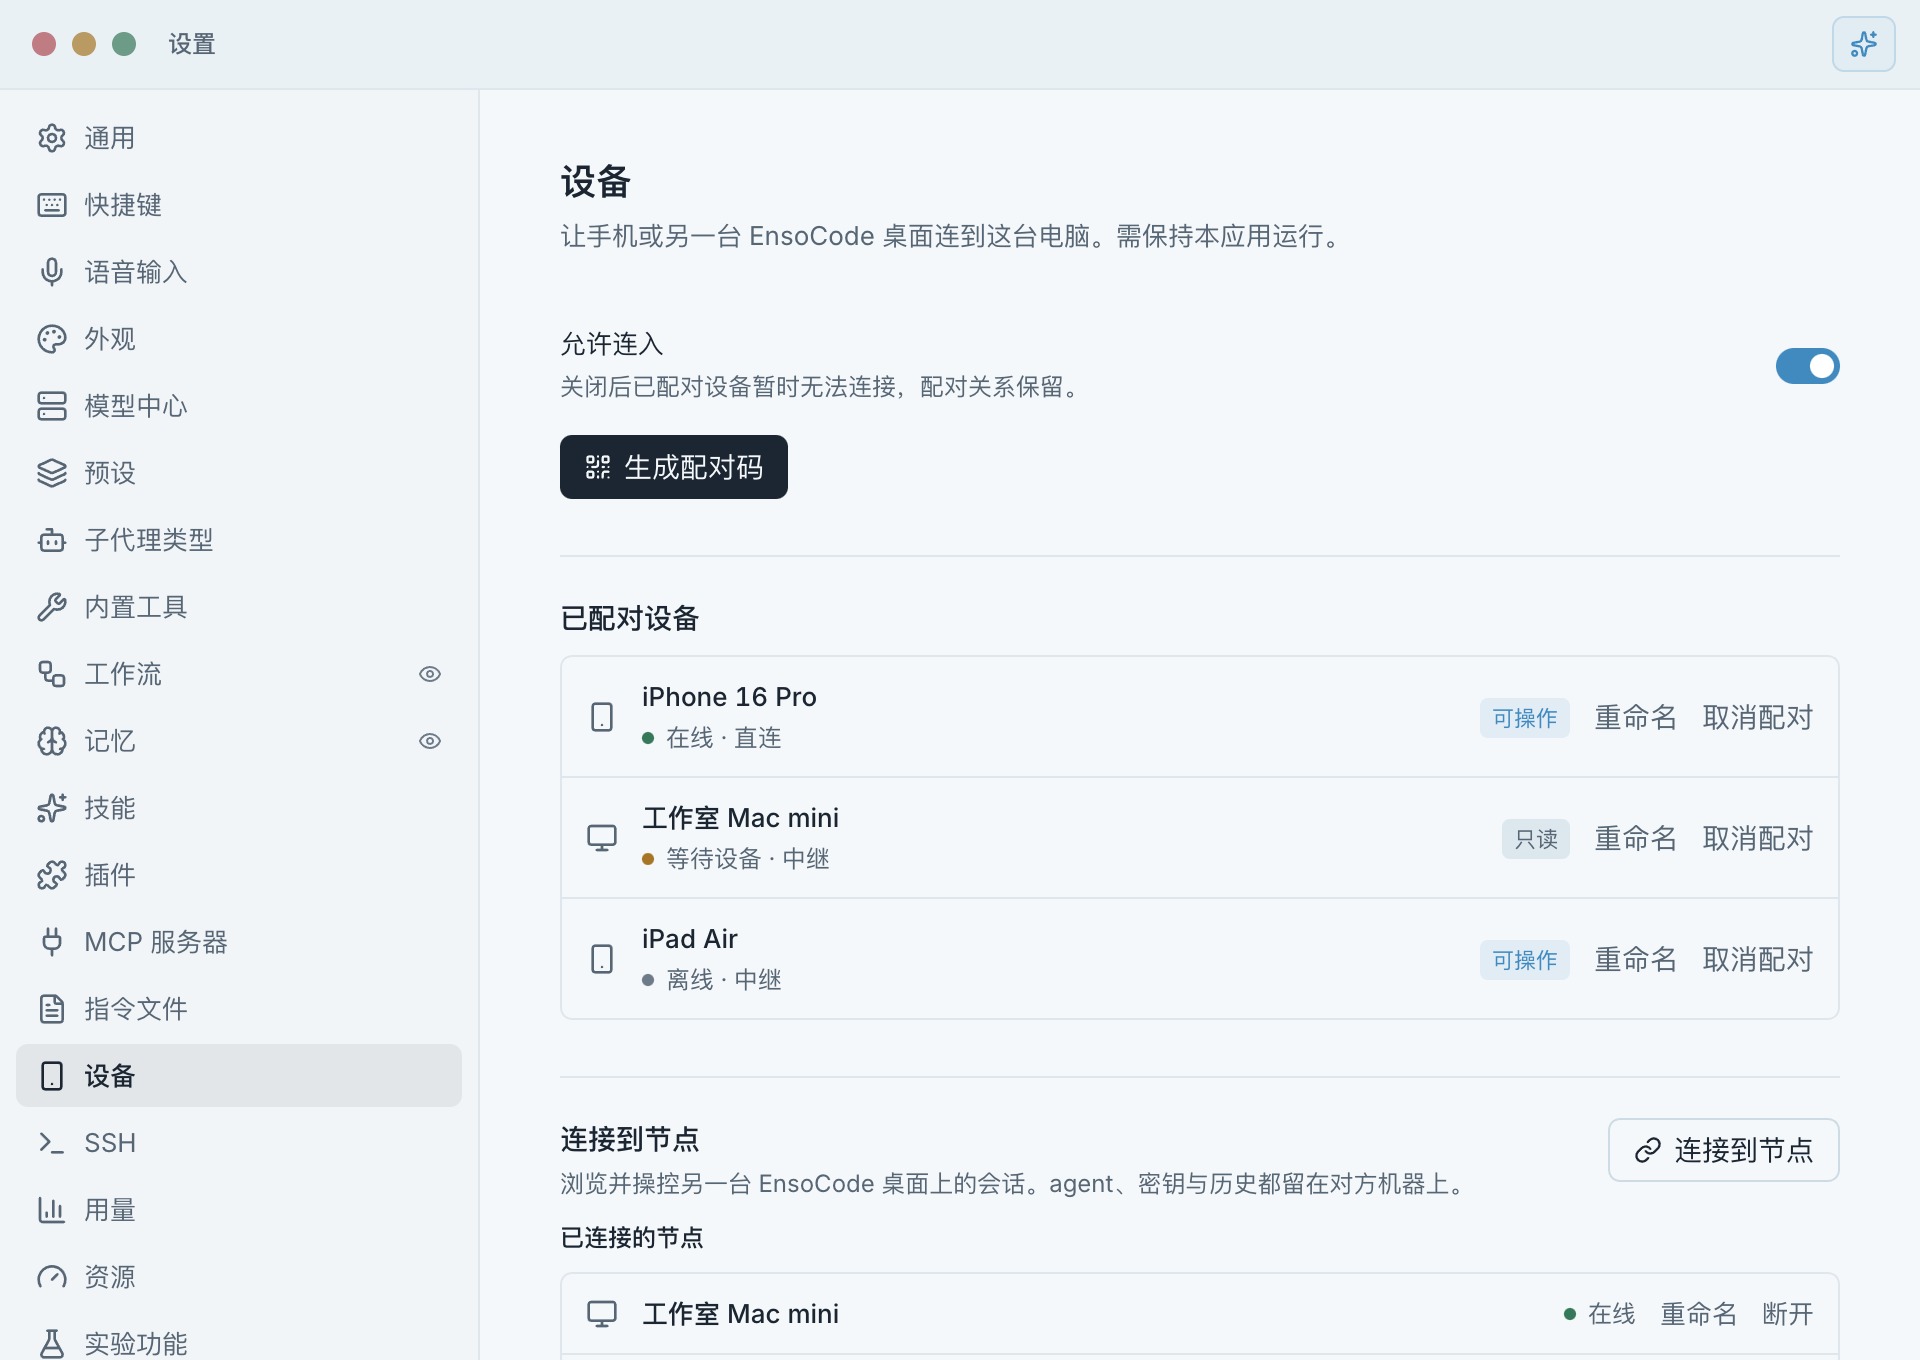 设置
通用
快捷键
语音输入
外观
模型中心
预设
子代理类型
内置工具
工作流
记忆
技能
插件
MCP 服务器
指令文件
设备
SSH
用量
资源
实验功能
设备
让手机或另一台 EnsoCode 桌面连到这台电脑。需保持本应用运行。
允许连入
关闭后已配对设备暂时无法连接，配对关系保留。
生成配对码
已配对设备
iPhone 16 Pro
在线 · 直连
可操作 重命名 取消配对
工作室 Mac mini
等待设备 · 中继
只读 重命名 取消配对
iPad Air
离线 · 中继
可操作 重命名 取消配对
连接到节点
浏览并操控另一台 EnsoCode 桌面上的会话。agent、密钥与历史都留在对方机器上。
连接到节点
已连接的节点
工作室 Mac mini
在线 重命名 断开